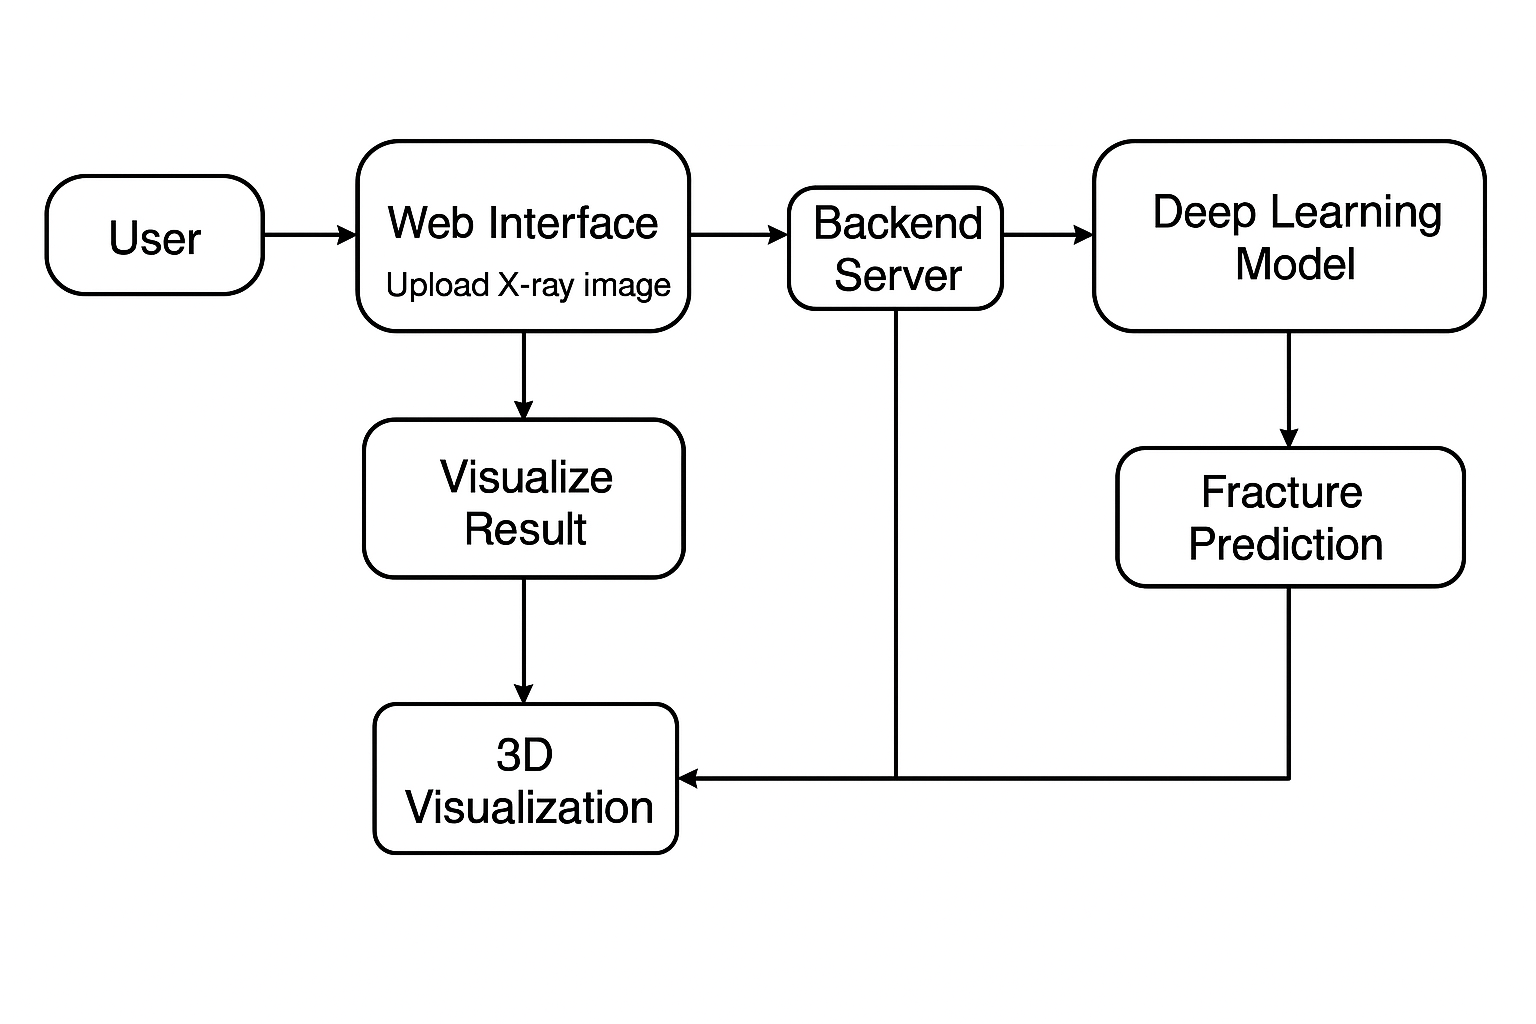 User
Web Interface
Upload X-ray image
Backend
Server
Deep Learning
Model
Visualize
Result
Fracture
Prediction
3D
Visualization